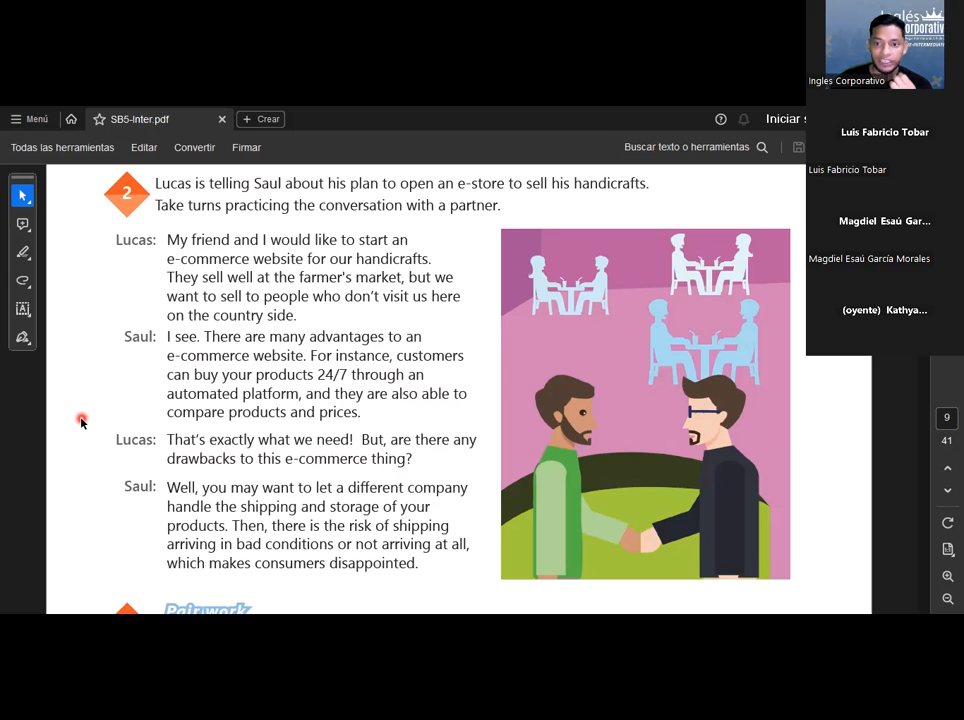 Inglés
Corporativo
E-INTERMEDIATE
Ingles Corporativo
Luis Fabricio Tobar
Luis Fabricio Tobar
Magdiel Esaú Gar...
Magdiel Esaú García Morales
(oyente) Kathya...
Menú
SB5-Inter.pdf
Crear
Iniciar s
Todas las herramientas
Editar
Convertir
Firmar
Buscar texto o herramientas
2
Lucas is telling Saul about his plan to open an e-store to sell his handicrafts.
Take turns practicing the conversation with a partner.
Lucas: My friend and I would like to start an
e-commerce website for our handicrafts.
They sell well at the farmer's market, but we
want to sell to people who don't visit us here
on the country side.
Saul: I see. There are many advantages to an
e-commerce website. For instance, customers
can buy your products 24/7 through an
automated platform, and they are also able to
compare products and prices.
Lucas: That's exactly what we need! But, are there any
drawbacks to this e-commerce thing?
Saul: Well, you may want to let a different company
handle the shipping and storage of your
products. Then, there is the risk of shipping
arriving in bad conditions or not arriving at all,
which makes consumers disappointed.
Pair work
9
41